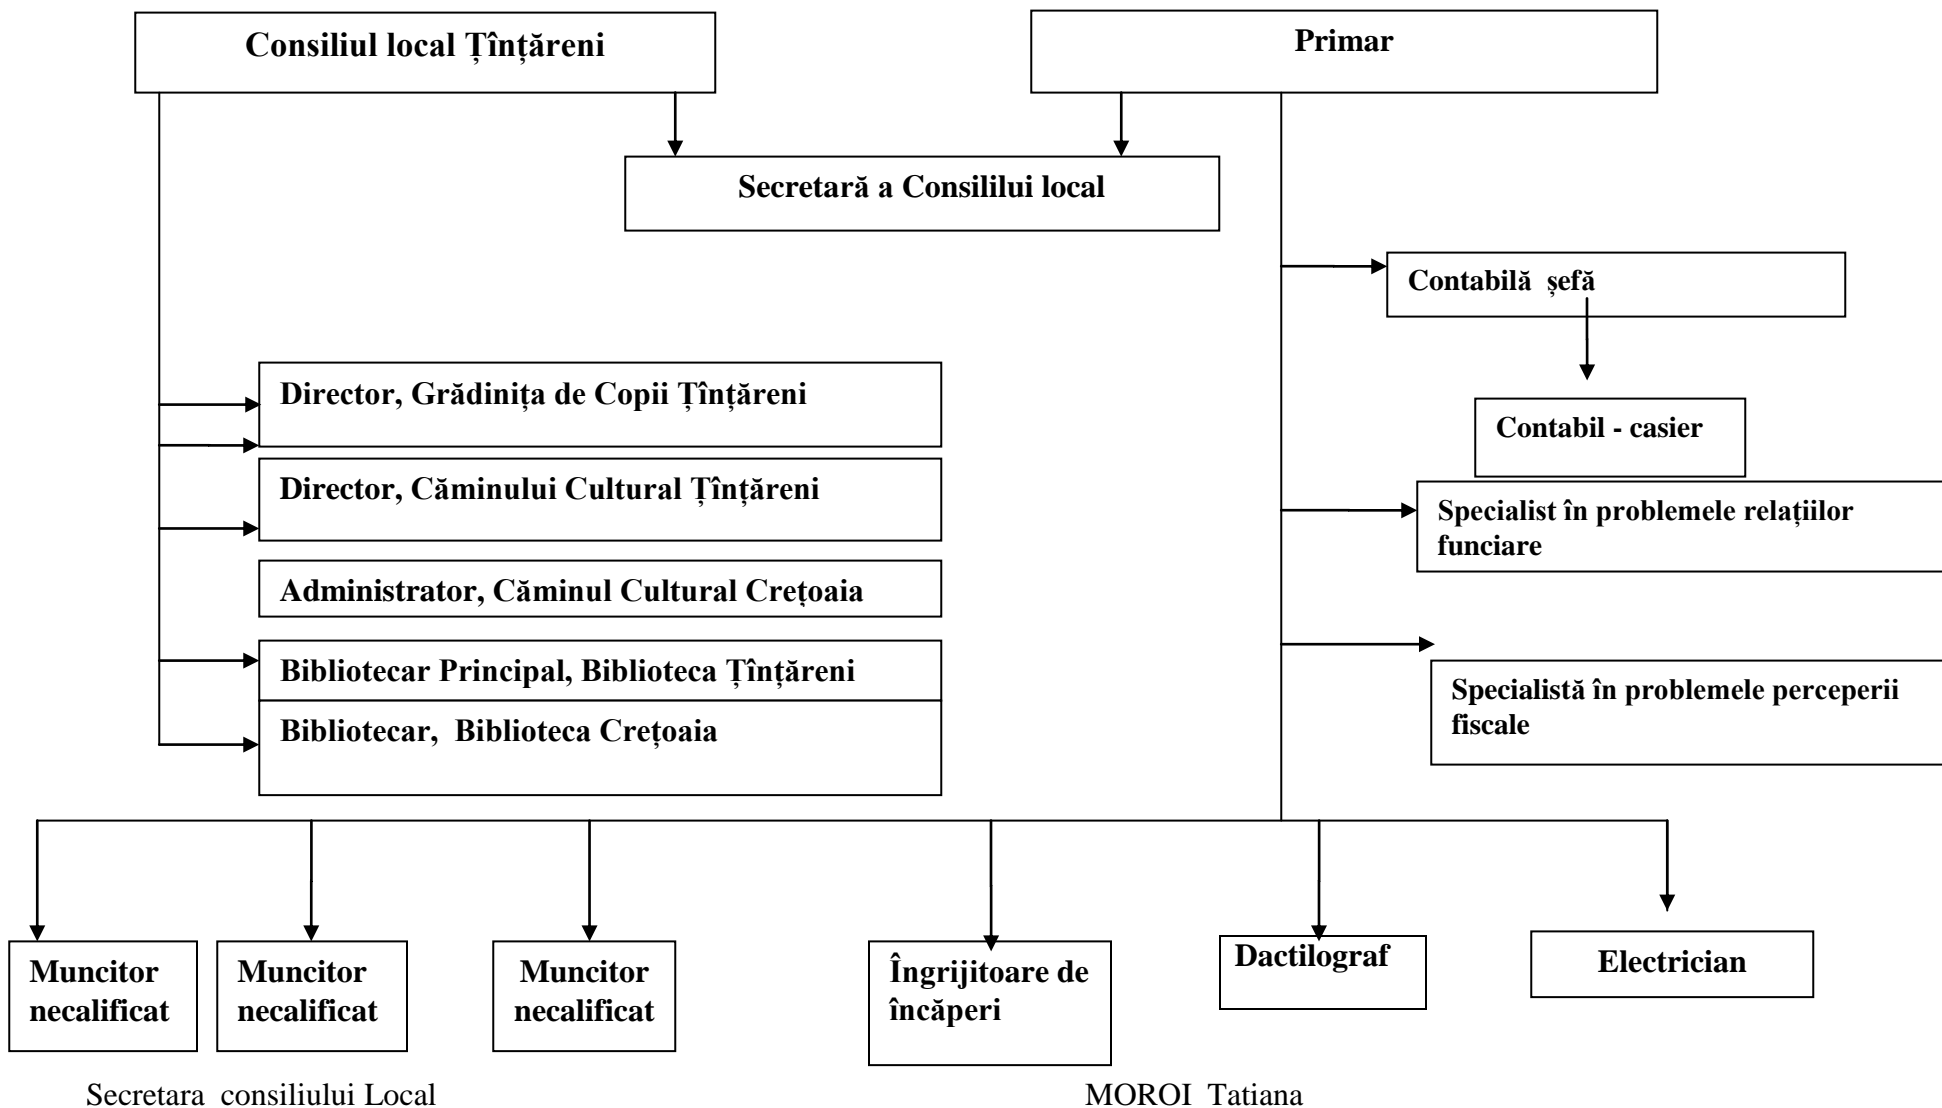 Consiliul local Țînțăreni
Primar
Secretară a Consililui local
Contabilă șefă
Director, Grădinița de Copii Țînțăreni
Contabil - casier
Director, Căminului Cultural Țînțăreni
Specialist în problemele relațiilor
funciare
Administrator, Căminul Cultural Crețoaia
Bibliotecar Principal, Biblioteca Țînțăreni
Specialistă în problemele perceperii
fiscale
Bibliotecar, Biblioteca Crețoaia
Muncitor
necalificat
Muncitor
necalificat
Muncitor
necalificat
Îngrijitoare de
încăperi
Dactilograf
Electrician
Secretara consiliului Local
MOROI Tatiana